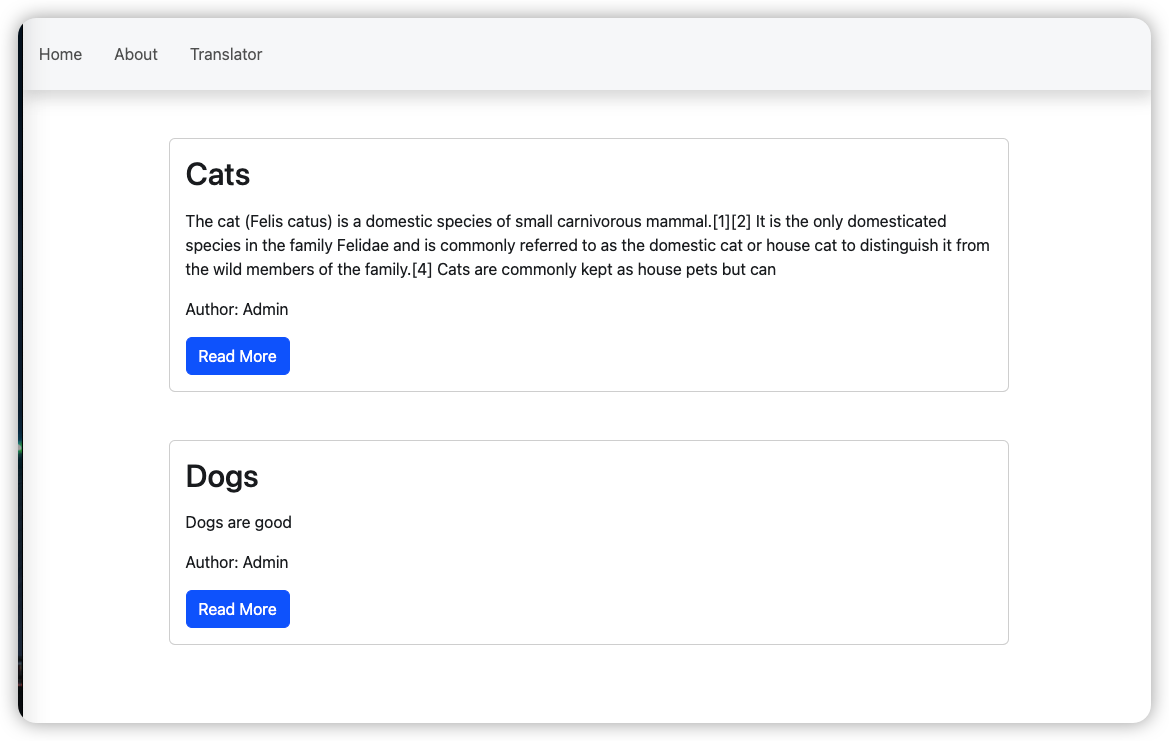 Home About Translator
Cats
The cat (Felis catus) is a domestic species of small carnivorous mammal.[1][2] It is the only domesticated
species in the family Felidae and is commonly referred to as the domestic cat or house cat to distinguish it from
the wild members of the family.[4] Cats are commonly kept as house pets but can
Author: Admin
Read More
Dogs
Dogs are good
Author: Admin
Read More